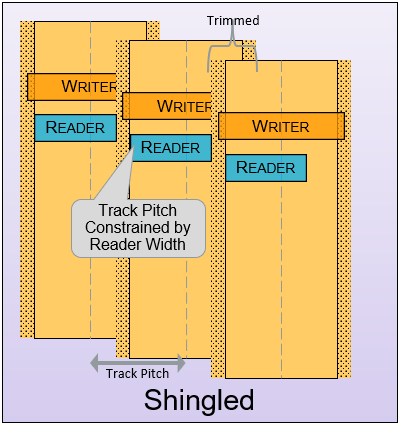 Trimmed
WRITER
WRITER
WRITER
READER
READER
READER
Track Pitch
Constrained by
Reader Width
Track Pitch
Shingled